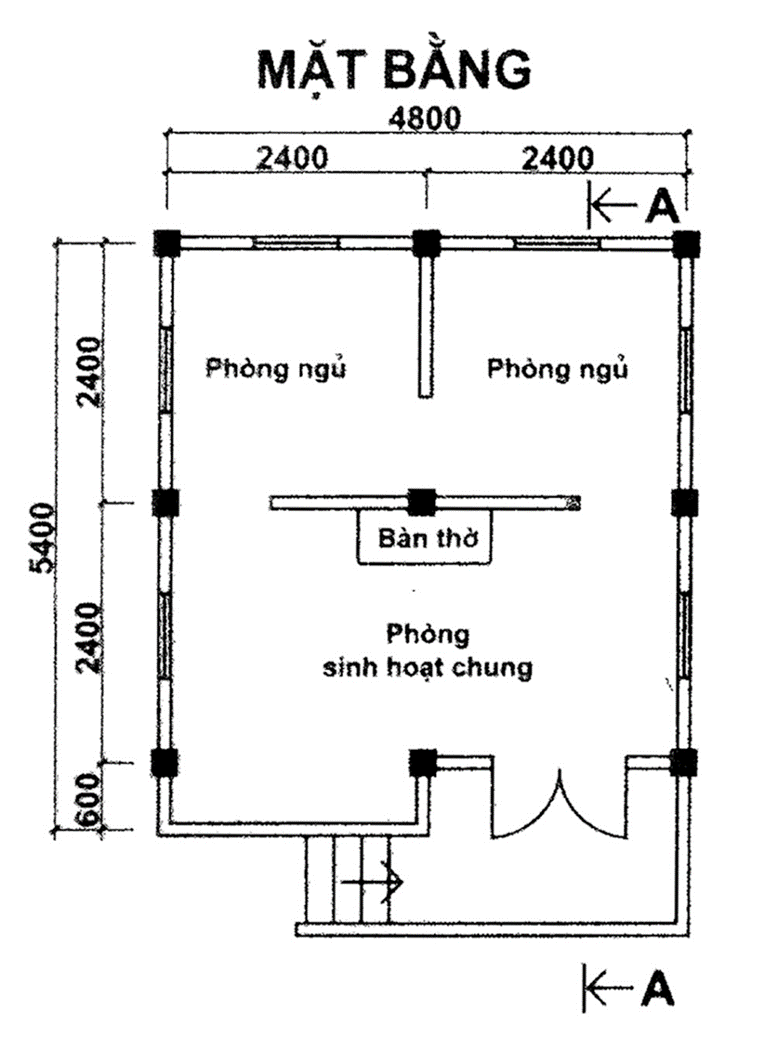 MẶT BẰNG
4800
2400
2400
A
2400
Phòng ngủ
Phòng ngủ
5400
Bàn thờ
2400
Phòng
sinh hoạt chung
600
A